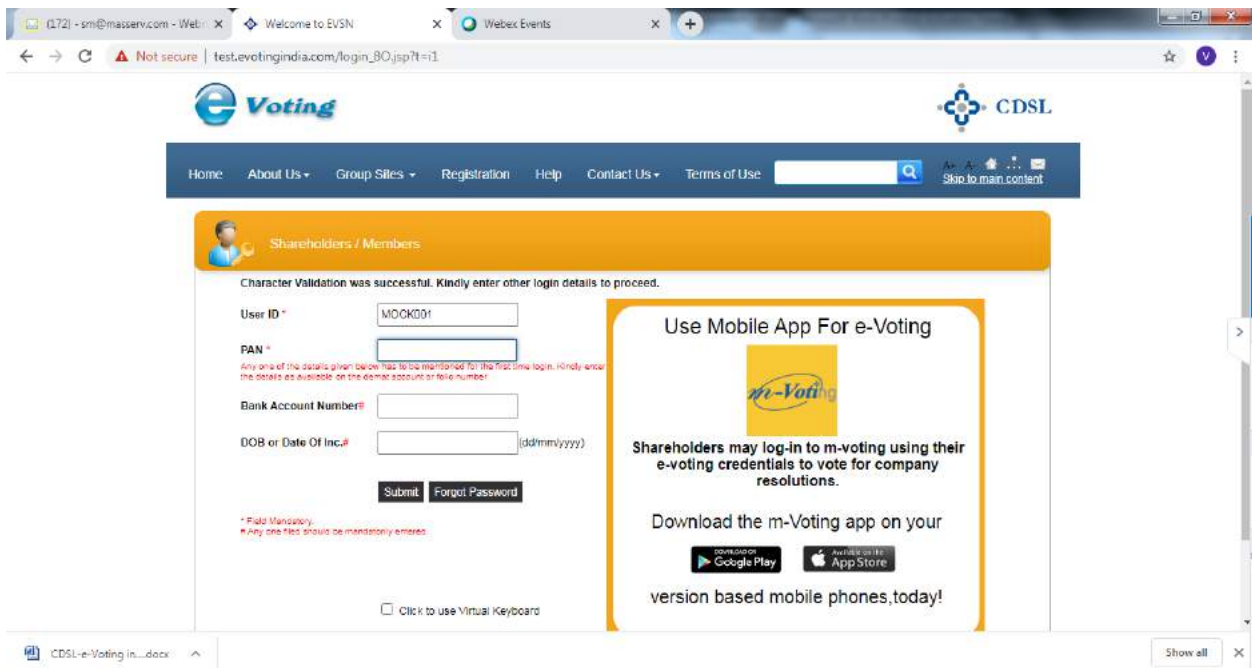 (172) - sm@masserv.com - Web
Welcome to EVSN
Webex Events
Not secure | test.evotingindia.com/login_8O.jsp?t=i1
V
e Voting
CDSL
Home About Us Group Sites Registration Help Contact Us Terms of Use
A+ A-
Skip to main content
Shareholders / Members
Character Validation was successful. Kindly enter other login details to proceed.
User ID * MOCK001
PAN *
Any one of the details given below has to be mentioned for the first time login. Kindly enter
the details as available on the demat account or folio number
Bank Account Number#
DOB or Date Of Inc.# (dd/mm/yyyy)
Submit Forgot Password
* Field Mandatory.
# Any one filed should be mandatorily entered.
Click to use Virtual Keyboard
Use Mobile App For e-Voting
m-Voting
Shareholders may log-in to m-voting using their
e-voting credentials to vote for company
resolutions.
Download the m-Voting app on your
DOWNLOAD ON
Google Play
Available on the
App Store
version based mobile phones,today!
CDSL-e-Voting in....docx
Show all